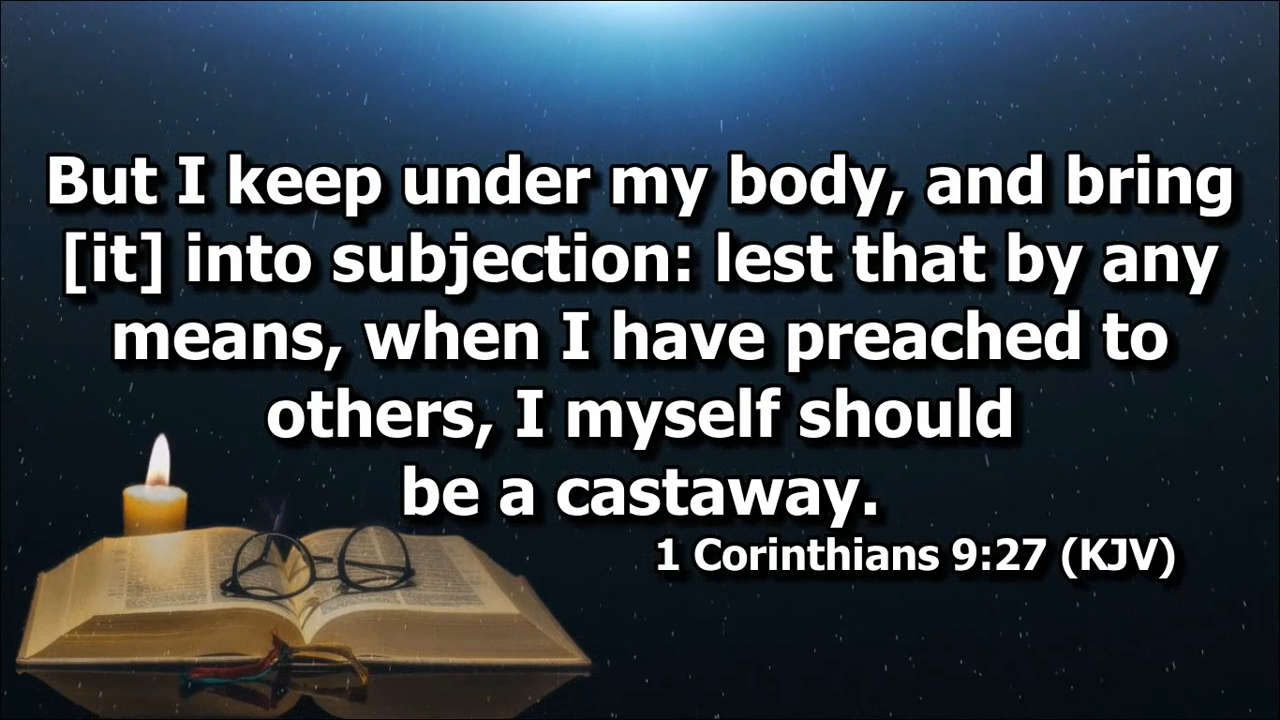 But I keep under my body, and bring
[it] into subjection: lest that by any
means, when I have preached to
others, I myself should
be a castaway.
1 Corinthians 9:27 (KJV)